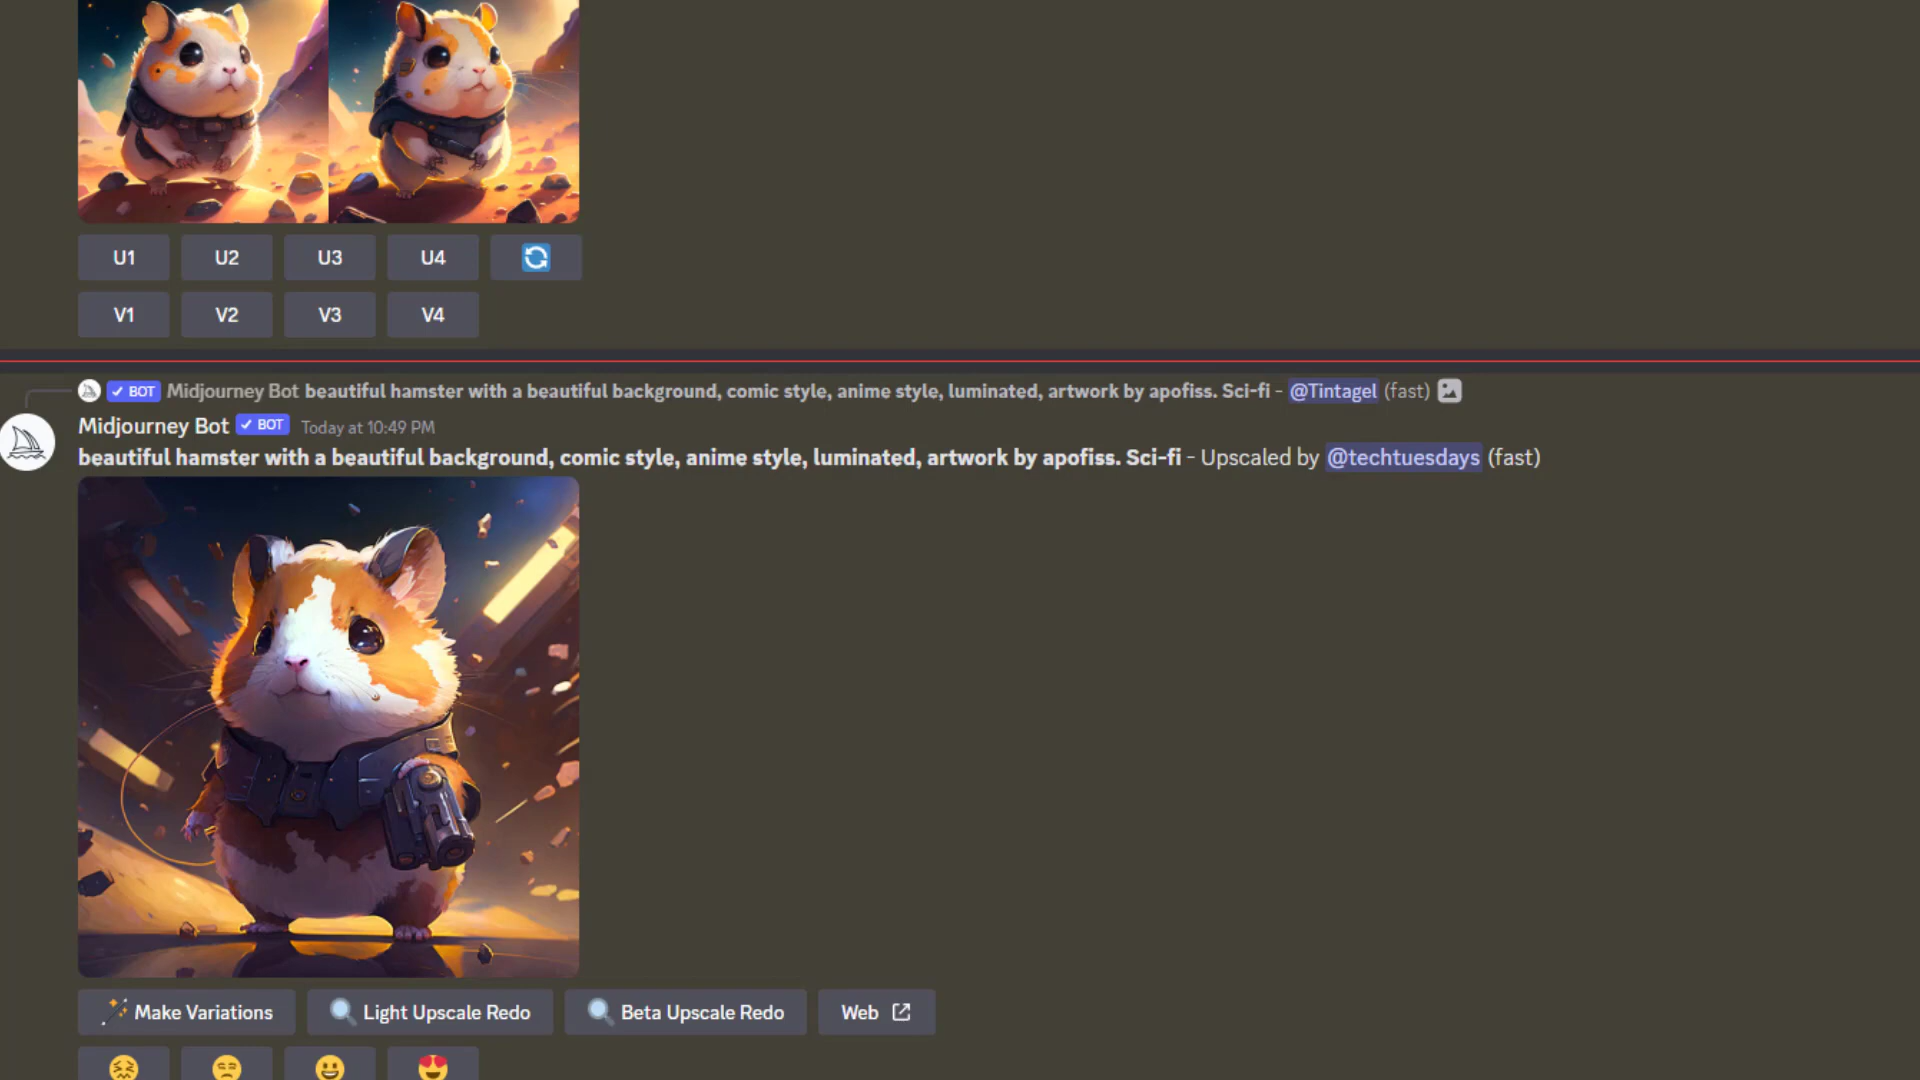 U1 U2 U3 U4
V1 V2 V3 V4
BOT Midjourney Bot beautiful hamster with a beautiful background, comic style, anime style, luminated, artwork by apofiss. Sci-fi - @Tintagel (fast)
Midjourney Bot BOT Today at 10:49 PM
beautiful hamster with a beautiful background, comic style, anime style, luminated, artwork by apofiss. Sci-fi - Upscaled by @techtuesdays (fast)
Make Variations Light Upscale Redo Beta Upscale Redo Web